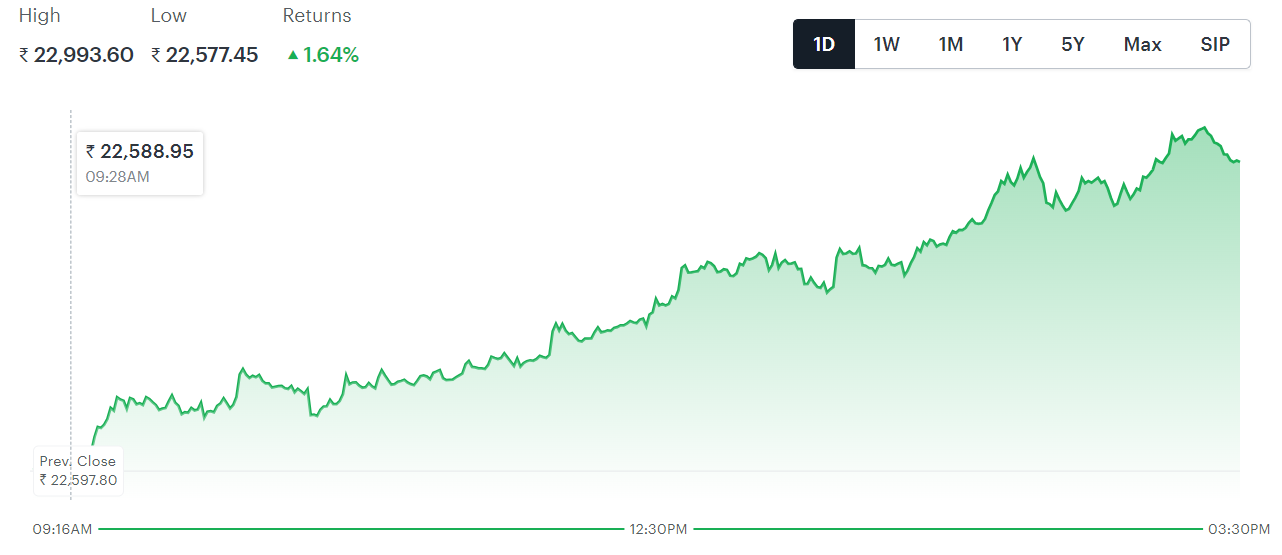 High Low Returns
₹ 22,993.60 ₹ 22,577.45 ▲1.64%
1D 1W 1M 1Y 5Y Max SIP
₹ 22,588.95
09:28AM
Prev. Close
₹ 22,597.80
09:16AM 12:30PM 03:30PM